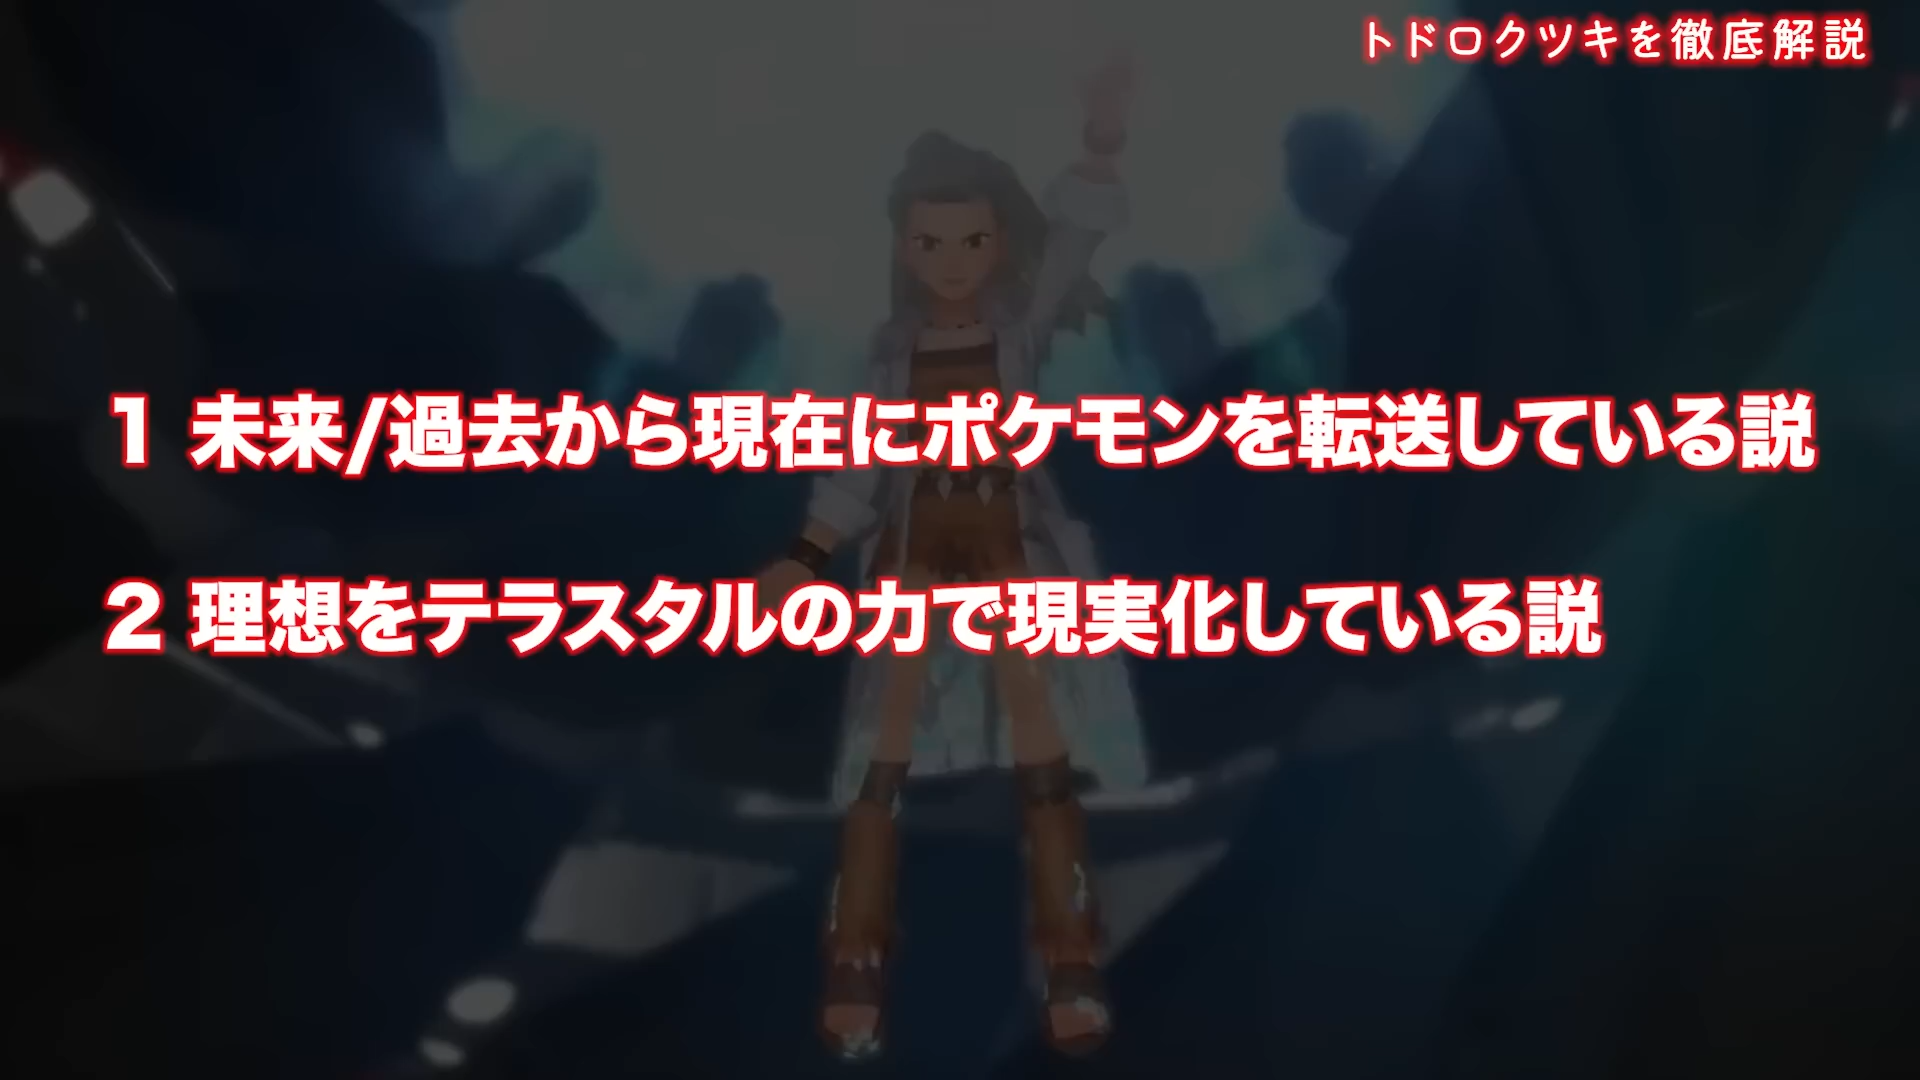 トドロクツキを徹底解説
1 未来/過去から現在にポケモンを転送している説
2 理想をテラスタルの力で現実化している説